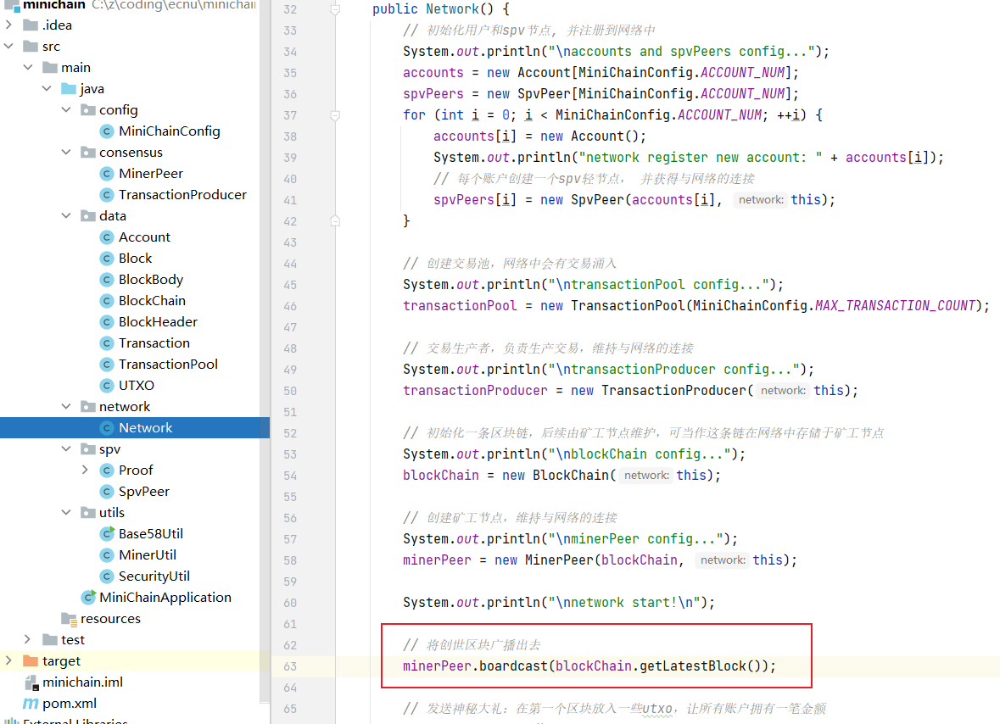 minichain C:\z\coding\ecnu\minichain
.idea
src
main
java
config
MiniChainConfig
consensus
MinerPeer
TransactionProducer
data
Account
Block
BlockBody
BlockChain
BlockHeader
Transaction
TransactionPool
UTXO
network
Network
spv
Proof
SpvPeer
utils
Base58Util
MinerUtil
SecurityUtil
MiniChainApplication
resources
test
target
minichain.iml
pom.xml
External Libraries
32 public Network() {
33 // 初始化用户和spv节点, 并注册到网络中
34 System.out.println("\naccounts and spvPeers config...");
35 accounts = new Account[MiniChainConfig.ACCOUNT_NUM];
36 spvPeers = new SpvPeer[MiniChainConfig.ACCOUNT_NUM];
37 for (int i = 0; i < MiniChainConfig.ACCOUNT_NUM; ++i) {
38 accounts[i] = new Account();
39 System.out.println("network register new account: " + accounts[i]);
40 // 每个账户创建一个spv轻节点, 并获得与网络的连接
41 spvPeers[i] = new SpvPeer(accounts[i], network: this);
42 }
43
44 // 创建交易池，网络中会有交易涌入
45 System.out.println("\ntransactionPool config...");
46 transactionPool = new TransactionPool(MiniChainConfig.MAX_TRANSACTION_COUNT);
47
48 // 交易生产者，负责生产交易，维持与网络的连接
49 System.out.println("\ntransactionProducer config...");
50 transactionProducer = new TransactionProducer( network: this);
51
52 // 初始化一条区块链，后续由矿工节点维护，可当作这条链在网络中存储于矿工节点
53 System.out.println("\nblockChain config...");
54 blockChain = new BlockChain( network: this);
55
56 // 创建矿工节点，维持与网络的连接
57 System.out.println("\nminerPeer config...");
58 minerPeer = new MinerPeer(blockChain, network: this);
59
60 System.out.println("\nnetwork start!\n");
61
62 // 将创世区块广播出去
63 minerPeer.boardcast(blockChain.getLatestBlock());
64
65 // 发送神秘大礼: 在第一个区块放入一些utxo, 让所有账户拥有一笔金额